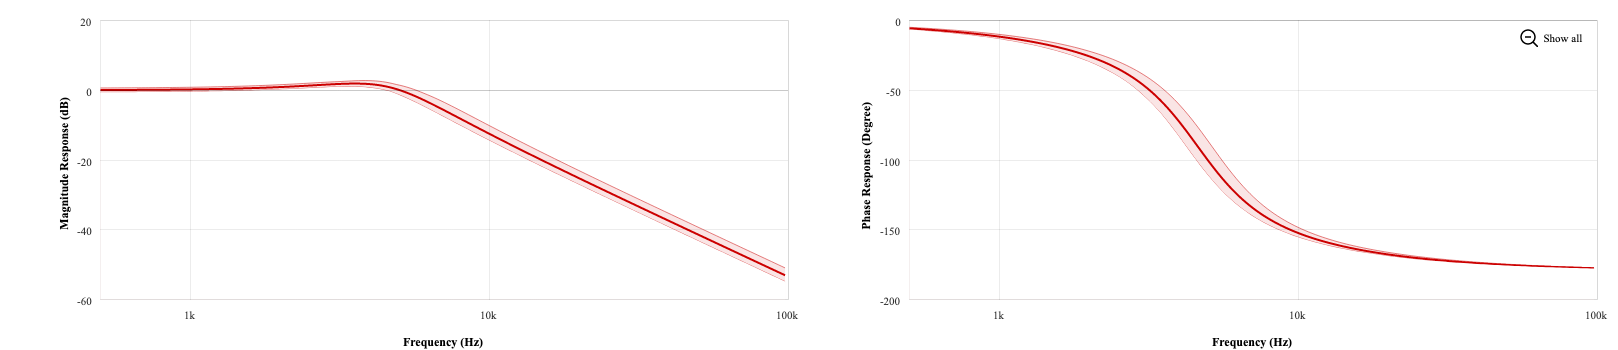 20
0
-20
-40
-60
Magnitude Response (dB)
1k
10k
100k
Frequency (Hz)
0
-50
-100
-150
-200
Phase Response (Degree)
Show all
1k
10k
100k
Frequency (Hz)